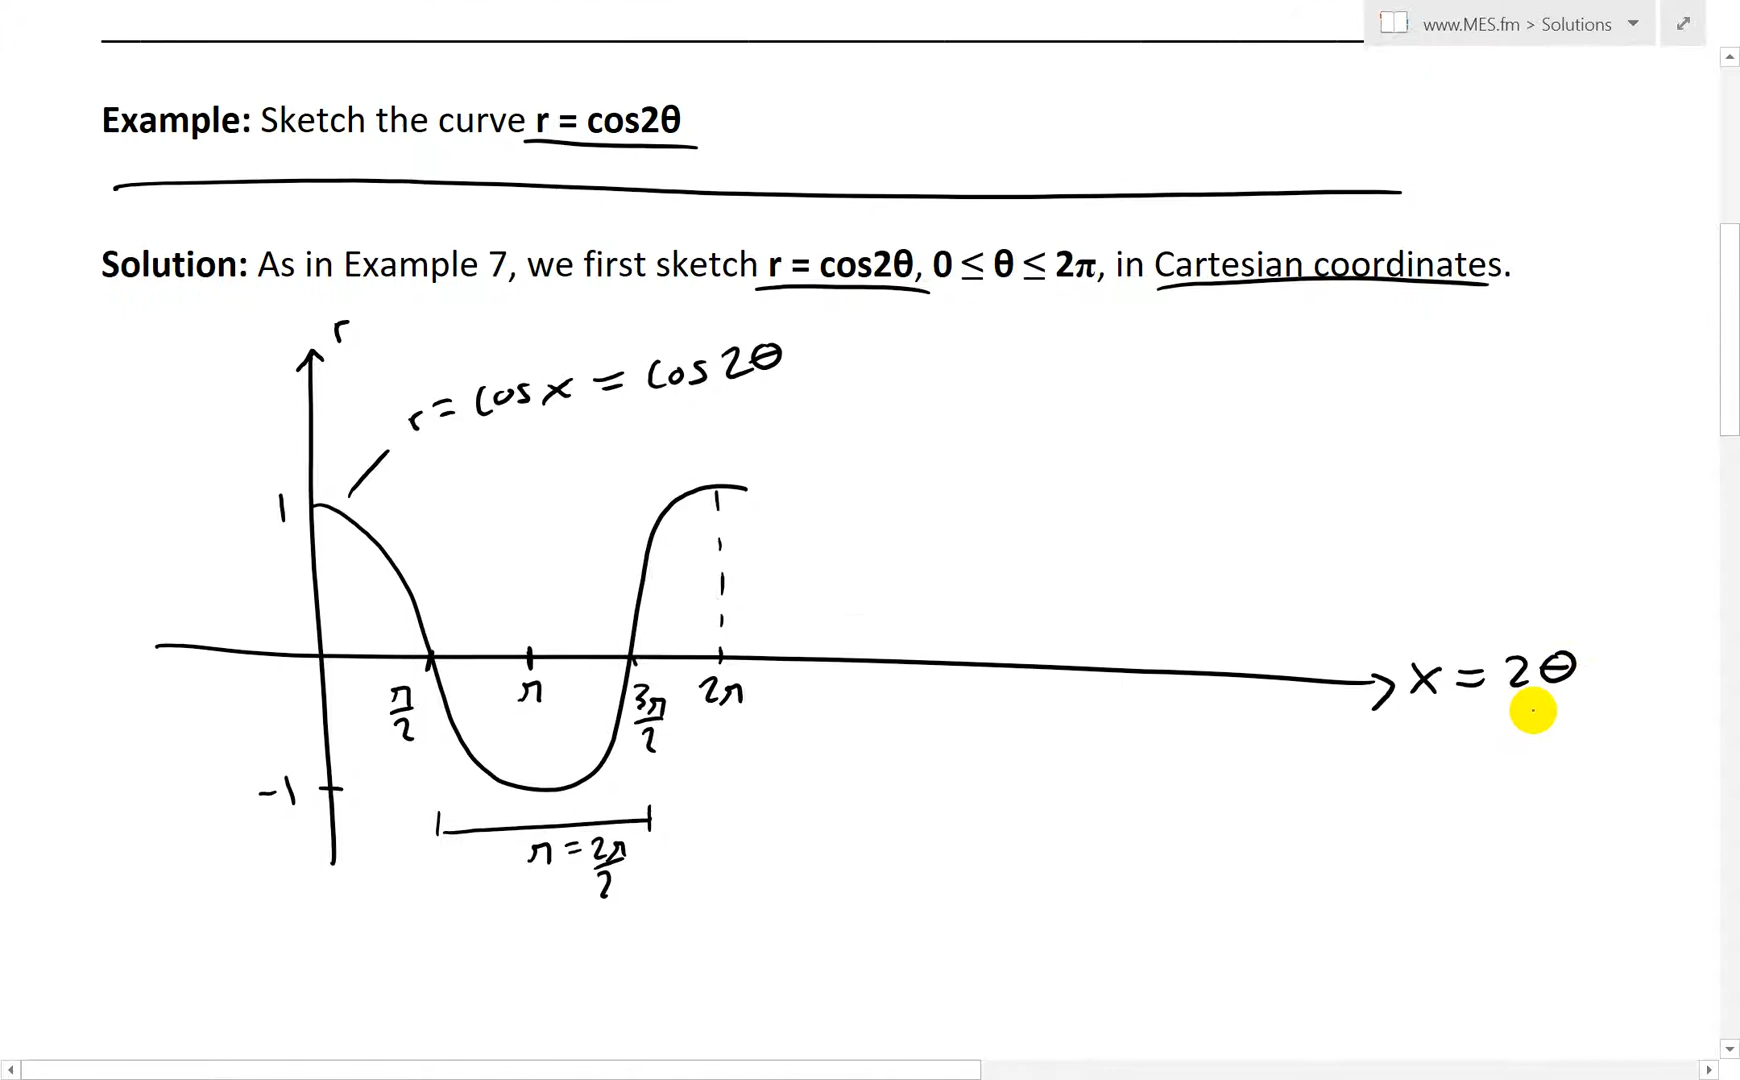 www.MES.fm > Solutions
Example: Sketch the curve r = cos2θ
Solution: As in Example 7, we first sketch r = cos2θ, 0 ≤ θ ≤ 2π, in Cartesian coordinates.
r
r = cos x = cos 2θ
1
x = 2θ
π/2 π 3π/2 2π
-1
π = 2π/2